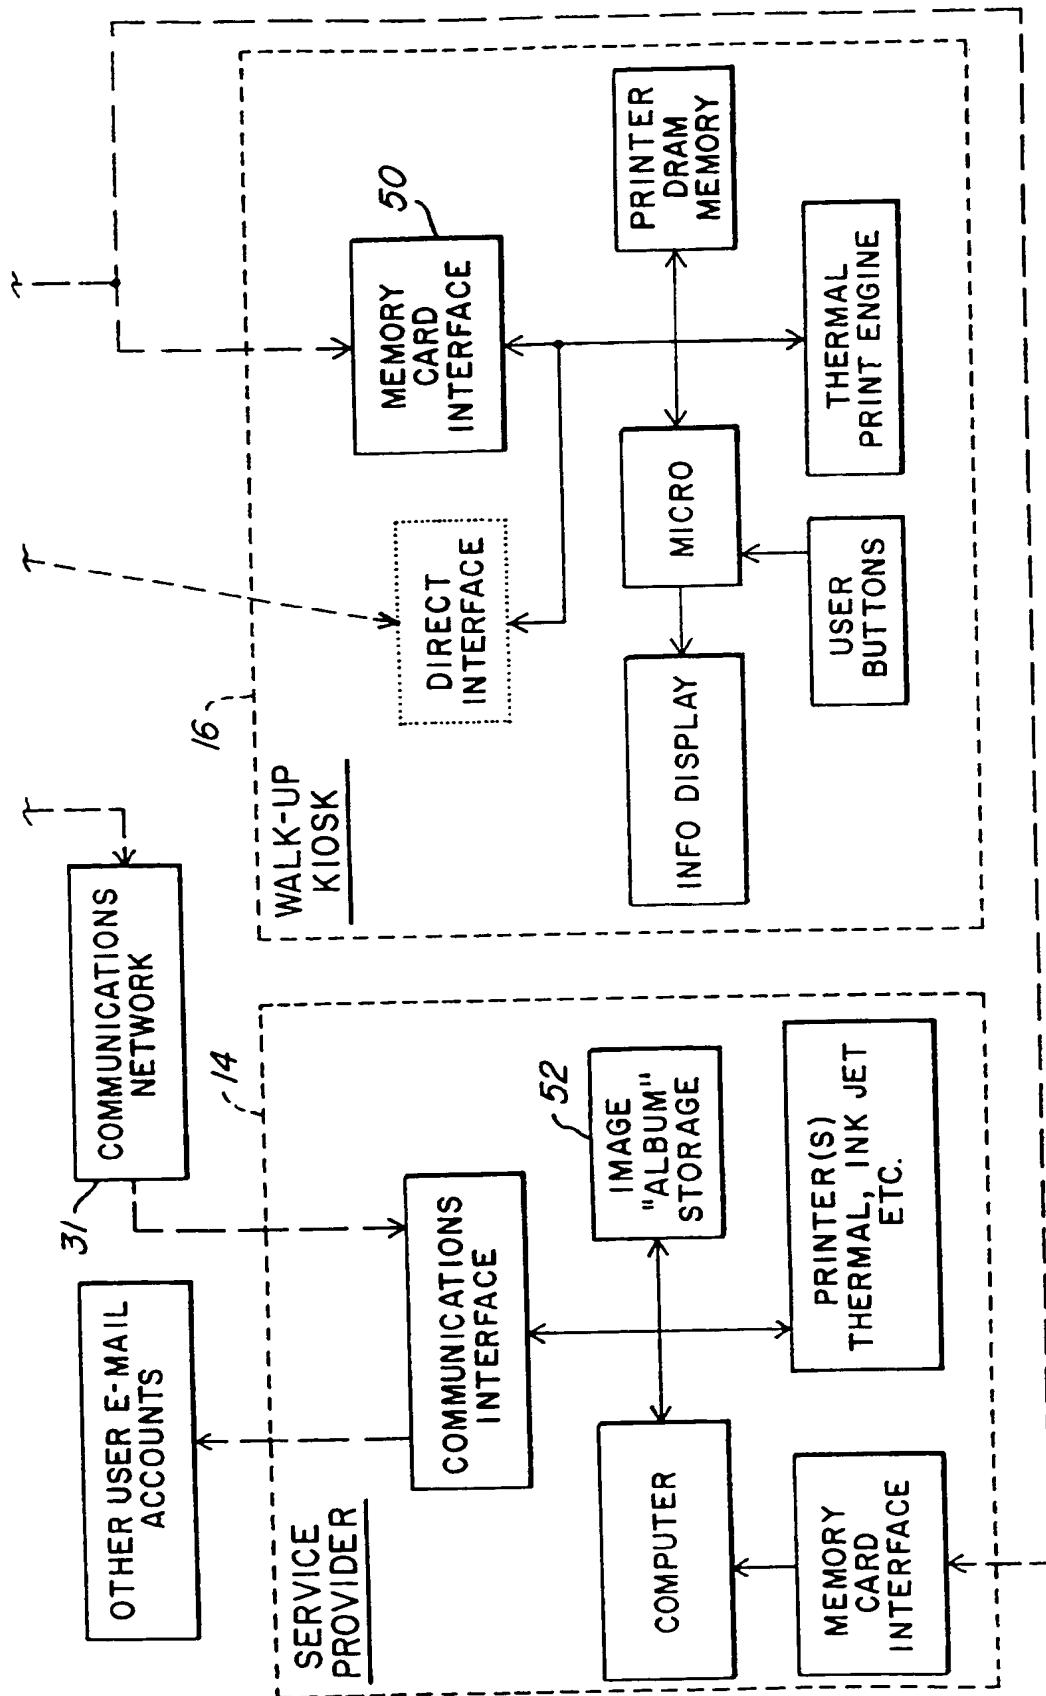 OTHER USER E-MAIL
ACCOUNTS
31
COMMUNICATIONS
NETWORK
14
SERVICE
PROVIDER
COMMUNICATIONS
INTERFACE
COMPUTER
52
IMAGE
"ALBUM"
STORAGE
MEMORY
CARD
INTERFACE
PRINTER(S)
THERMAL, INK JET
ETC.
16
WALK-UP
KIOSK
DIRECT
INTERFACE
50
MEMORY
CARD
INTERFACE
INFO DISPLAY
MICRO
PRINTER
DRAM
MEMORY
USER
BUTTONS
THERMAL
PRINT ENGINE